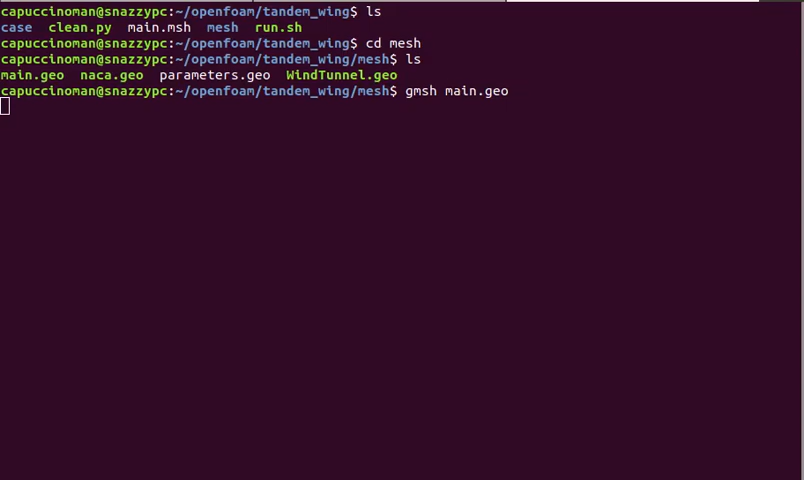 capuccinoman@snazzypc:~/openfoam/tandem_wing$ ls
case  clean.py  main.msh  mesh  run.sh
capuccinoman@snazzypc:~/openfoam/tandem_wing$ cd mesh
capuccinoman@snazzypc:~/openfoam/tandem_wing/mesh$ ls
main.geo  naca.geo  parameters.geo  WindTunnel.geo
capuccinoman@snazzypc:~/openfoam/tandem_wing/mesh$ gmsh main.geo